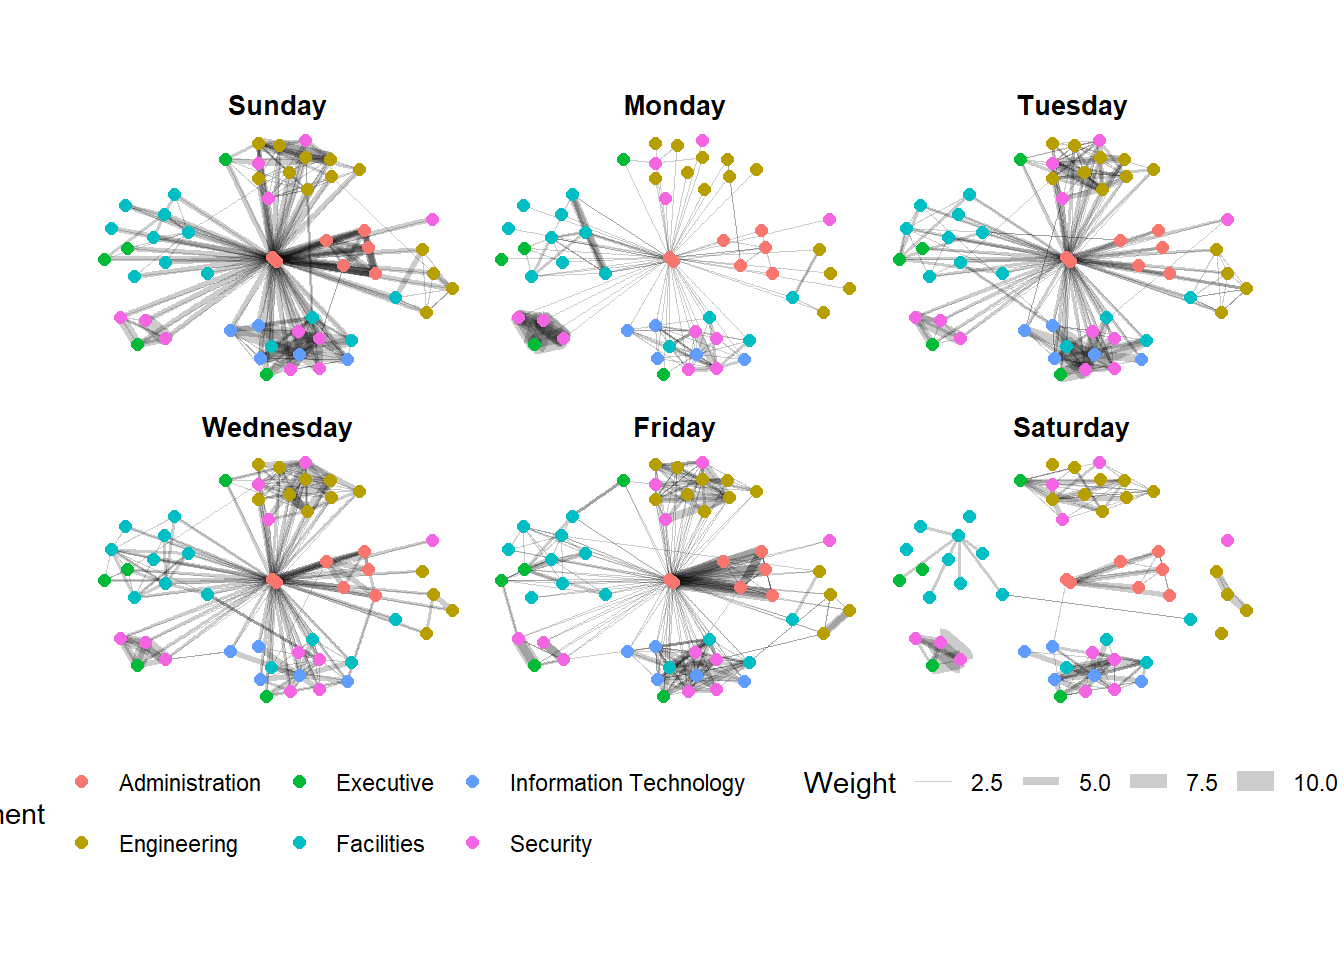 Sunday
Monday
Tuesday
Wednesday
Friday
Saturday
Administration Executive Information Technology Weight 2.5 5.0 7.5 10.0
Engineering Facilities Security